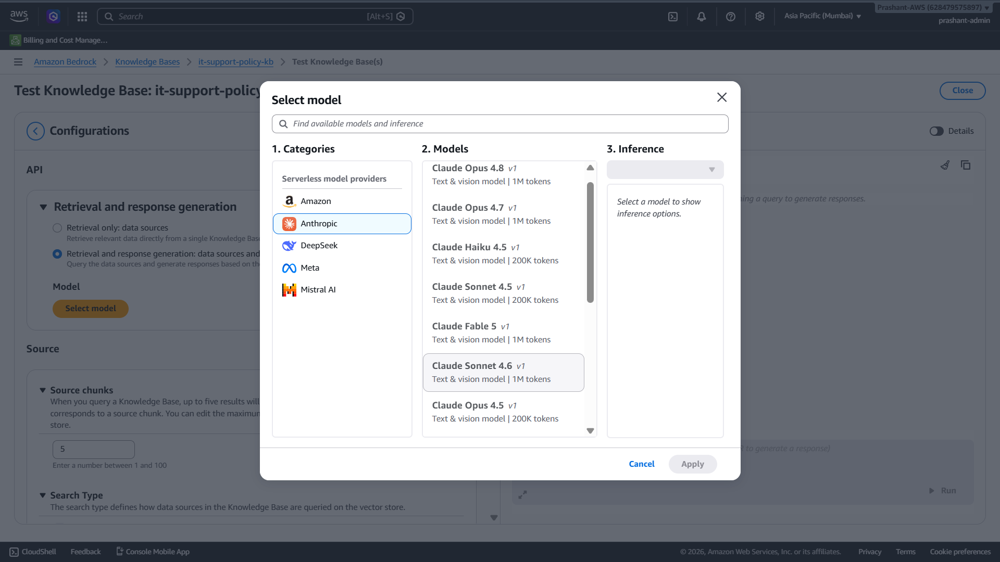 aws
Search
[Alt+S]
Asia Pacific (Mumbai)
Prashant-AWS (628479575897)
prashant-admin
Billing and Cost Manage...
Amazon Bedrock
Knowledge Bases
it-support-policy-kb
Test Knowledge Base(s)
Test Knowledge Base: it-support-policy
Close
Configurations
Details
API
Retrieval and response generation
Retrieval only: data sources
Retrieve relevant data directly from a single Knowledge Base
Retrieval and response generation: data sources and
Query the data sources and generate responses based on the
Model
Select model
Source
Source chunks
When you query a Knowledge Base, up to five results will
corresponds to a source chunk. You can edit the maximum
store.
5
Enter a number between 1 and 100
Search Type
The search type defines how data sources in the Knowledge Base are queried on the vector store.
Select model
Find available models and inference
1. Categories
Serverless model providers
Amazon
Anthropic
DeepSeek
Meta
Mistral AI
2. Models
Claude Opus 4.8 v1
Text & vision model | 1M tokens
Claude Opus 4.7 v1
Text & vision model | 1M tokens
Claude Haiku 4.5 v1
Text & vision model | 200K tokens
Claude Sonnet 4.5 v1
Text & vision model | 200K tokens
Claude Fable 5 v1
Text & vision model | 1M tokens
Claude Sonnet 4.6 v1
Text & vision model | 1M tokens
Claude Opus 4.5 v1
Text & vision model | 200K tokens
3. Inference
Select a model to show
inference options.
Cancel
Apply
a query to generate responses.
to generate a response)
Run
CloudShell
Feedback
Console Mobile App
© 2026, Amazon Web Services, Inc. or its affiliates.
Privacy
Terms
Cookie preferences